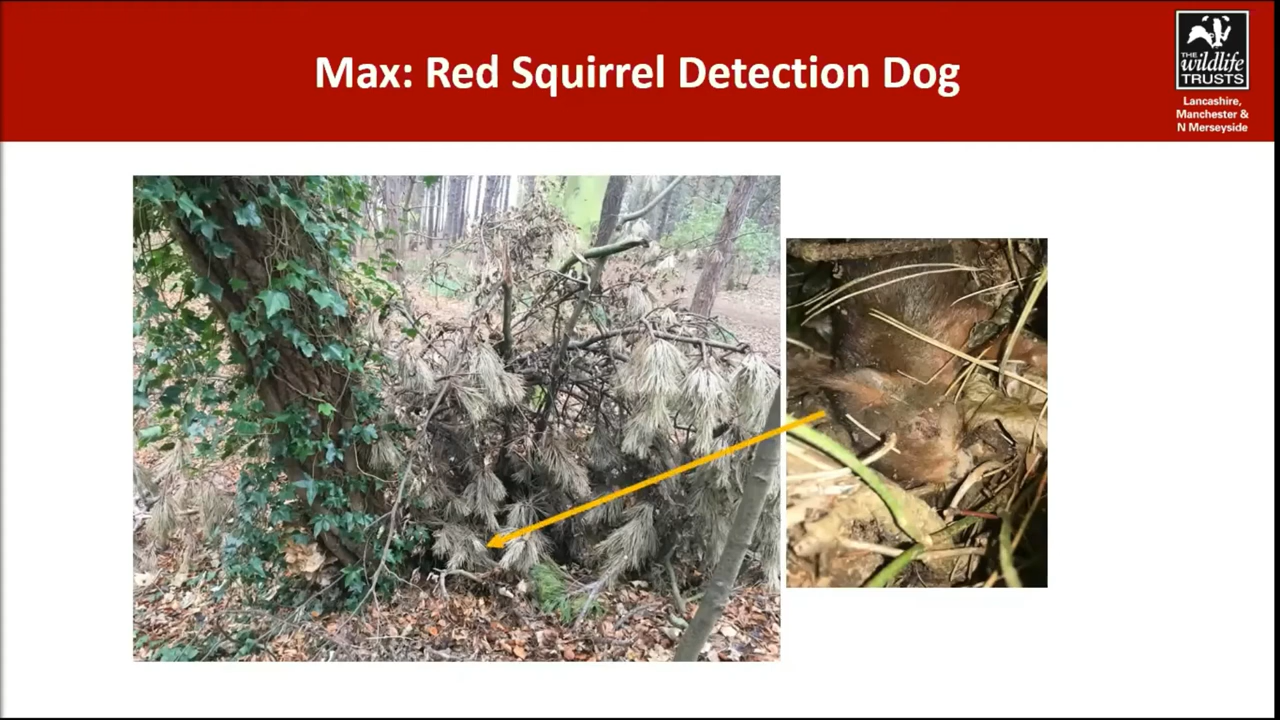 Max: Red Squirrel Detection Dog
THE
wildlife
TRUSTS
Lancashire,
Manchester &
N Merseyside